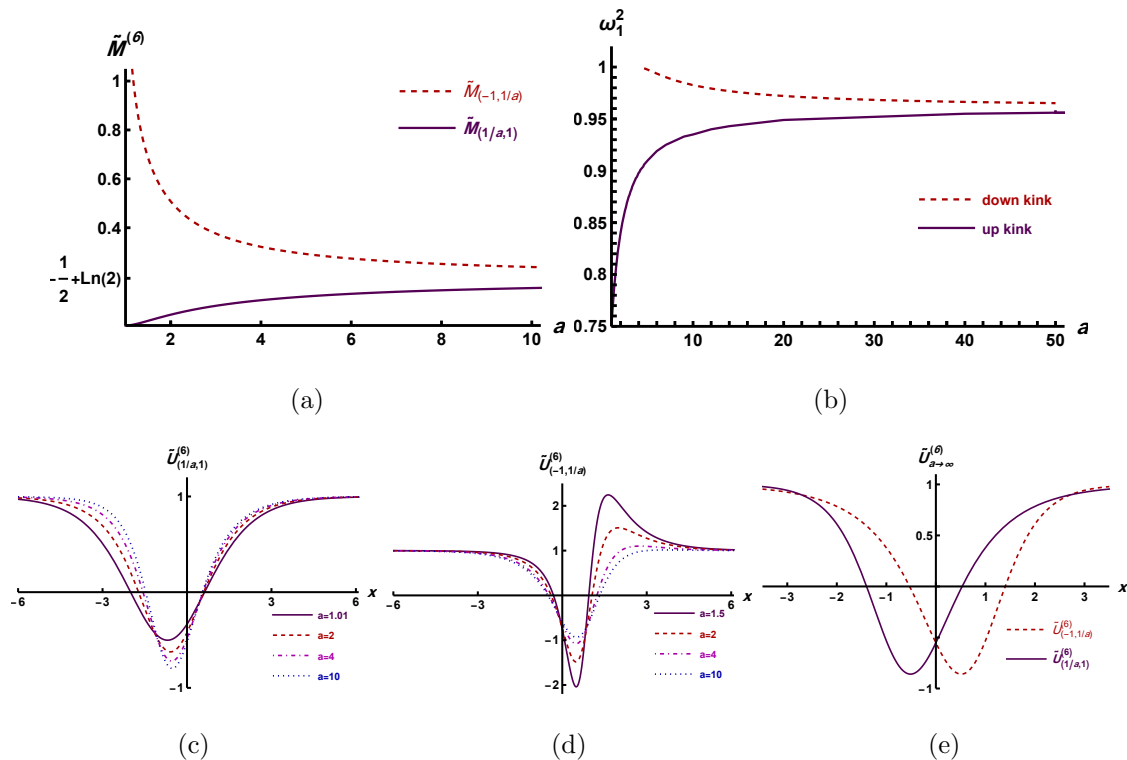 M̃^(6)
1
0.8
0.6
0.4
-1/2+Ln(2)
2 4 6 8 10 a
M̃(-1,1/a)
M̃(1/a,1)
(a)
ω₁²
1
0.95
0.9
0.85
0.8
0.75
10 20 30 40 50 a
down kink
up kink
(b)
Ũ^(6)(1/a,1)
1
-6 -3 3 6 x
-1
a=1.01
a=2
a=4
a=10
(c)
Ũ^(6)(-1,1/a)
2
1
-6 -3 3 6 x
-1
-2
a=1.5
a=2
a=4
a=10
(d)
Ũ^(6)a→∞
1
-3 -2 -1 1 2 3 x
-1
Ũ^(6)(-1,1/a)
Ũ^(6)(1/a,1)
(e)